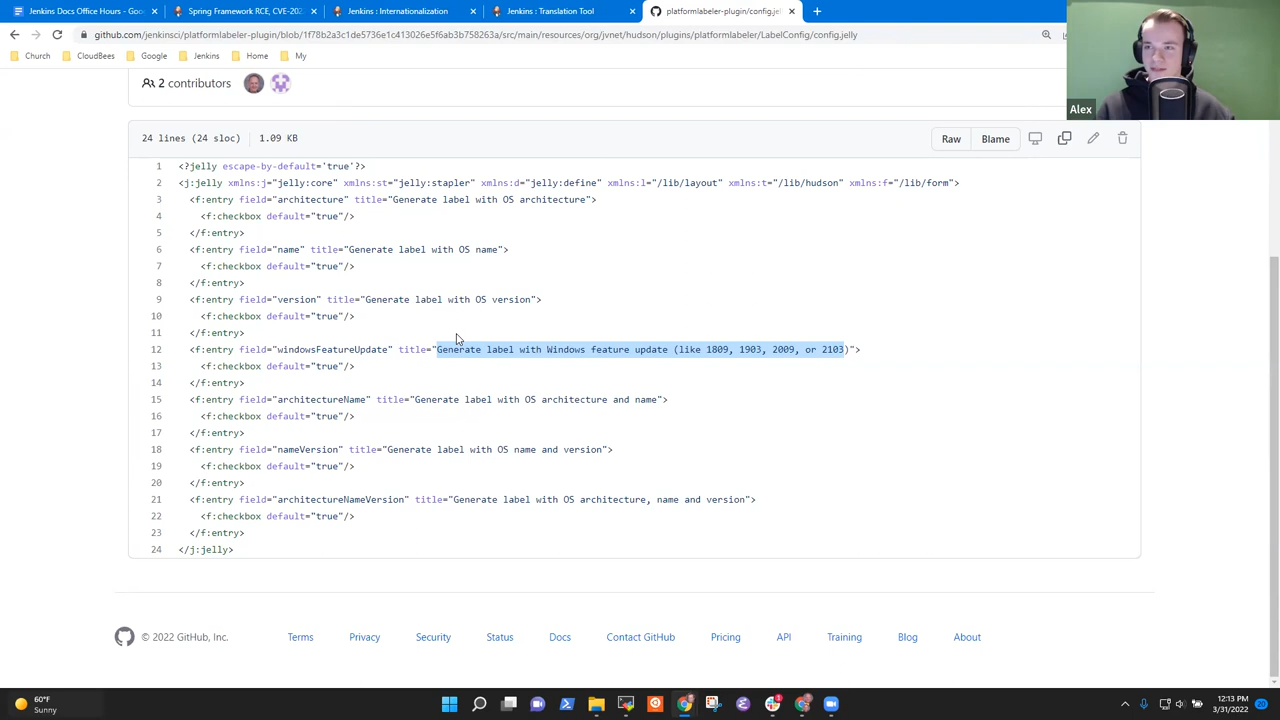 Jenkins Docs Office Hours - Goo
Spring Framework RCE, CVE-202
Jenkins : Internationalization
Jenkins : Translation Tool
platformlabeler-plugin/config.jel
github.com/jenkinsci/platformlabeler-plugin/blob/1f78b2a3c1de5736e1c413026e5f6ab3b758263a/src/main/resources/org/jvnet/hudson/plugins/platformlabeler/LabelConfig/config.jelly
Church
CloudBees
Google
Jenkins
Home
My
Alex
2 contributors
24 lines (24 sloc) 1.09 KB
Raw
Blame
1 <?jelly escape-by-default='true'?>
2 <j:jelly xmlns:j="jelly:core" xmlns:st="jelly:stapler" xmlns:d="jelly:define" xmlns:l="/lib/layout" xmlns:t="/lib/hudson" xmlns:f="/lib/form">
3 <f:entry field="architecture" title="Generate label with OS architecture">
4 <f:checkbox default="true"/>
5 </f:entry>
6 <f:entry field="name" title="Generate label with OS name">
7 <f:checkbox default="true"/>
8 </f:entry>
9 <f:entry field="version" title="Generate label with OS version">
10 <f:checkbox default="true"/>
11 </f:entry>
12 <f:entry field="windowsFeatureUpdate" title="Generate label with Windows feature update (like 1809, 1903, 2009, or 2103)">
13 <f:checkbox default="true"/>
14 </f:entry>
15 <f:entry field="architectureName" title="Generate label with OS architecture and name">
16 <f:checkbox default="true"/>
17 </f:entry>
18 <f:entry field="nameVersion" title="Generate label with OS name and version">
19 <f:checkbox default="true"/>
20 </f:entry>
21 <f:entry field="architectureNameVersion" title="Generate label with OS architecture, name and version">
22 <f:checkbox default="true"/>
23 </f:entry>
24 </j:jelly>
© 2022 GitHub, Inc.
Terms
Privacy
Security
Status
Docs
Contact GitHub
Pricing
API
Training
Blog
About
60°F
Sunny
12:13 PM
3/31/2022
20